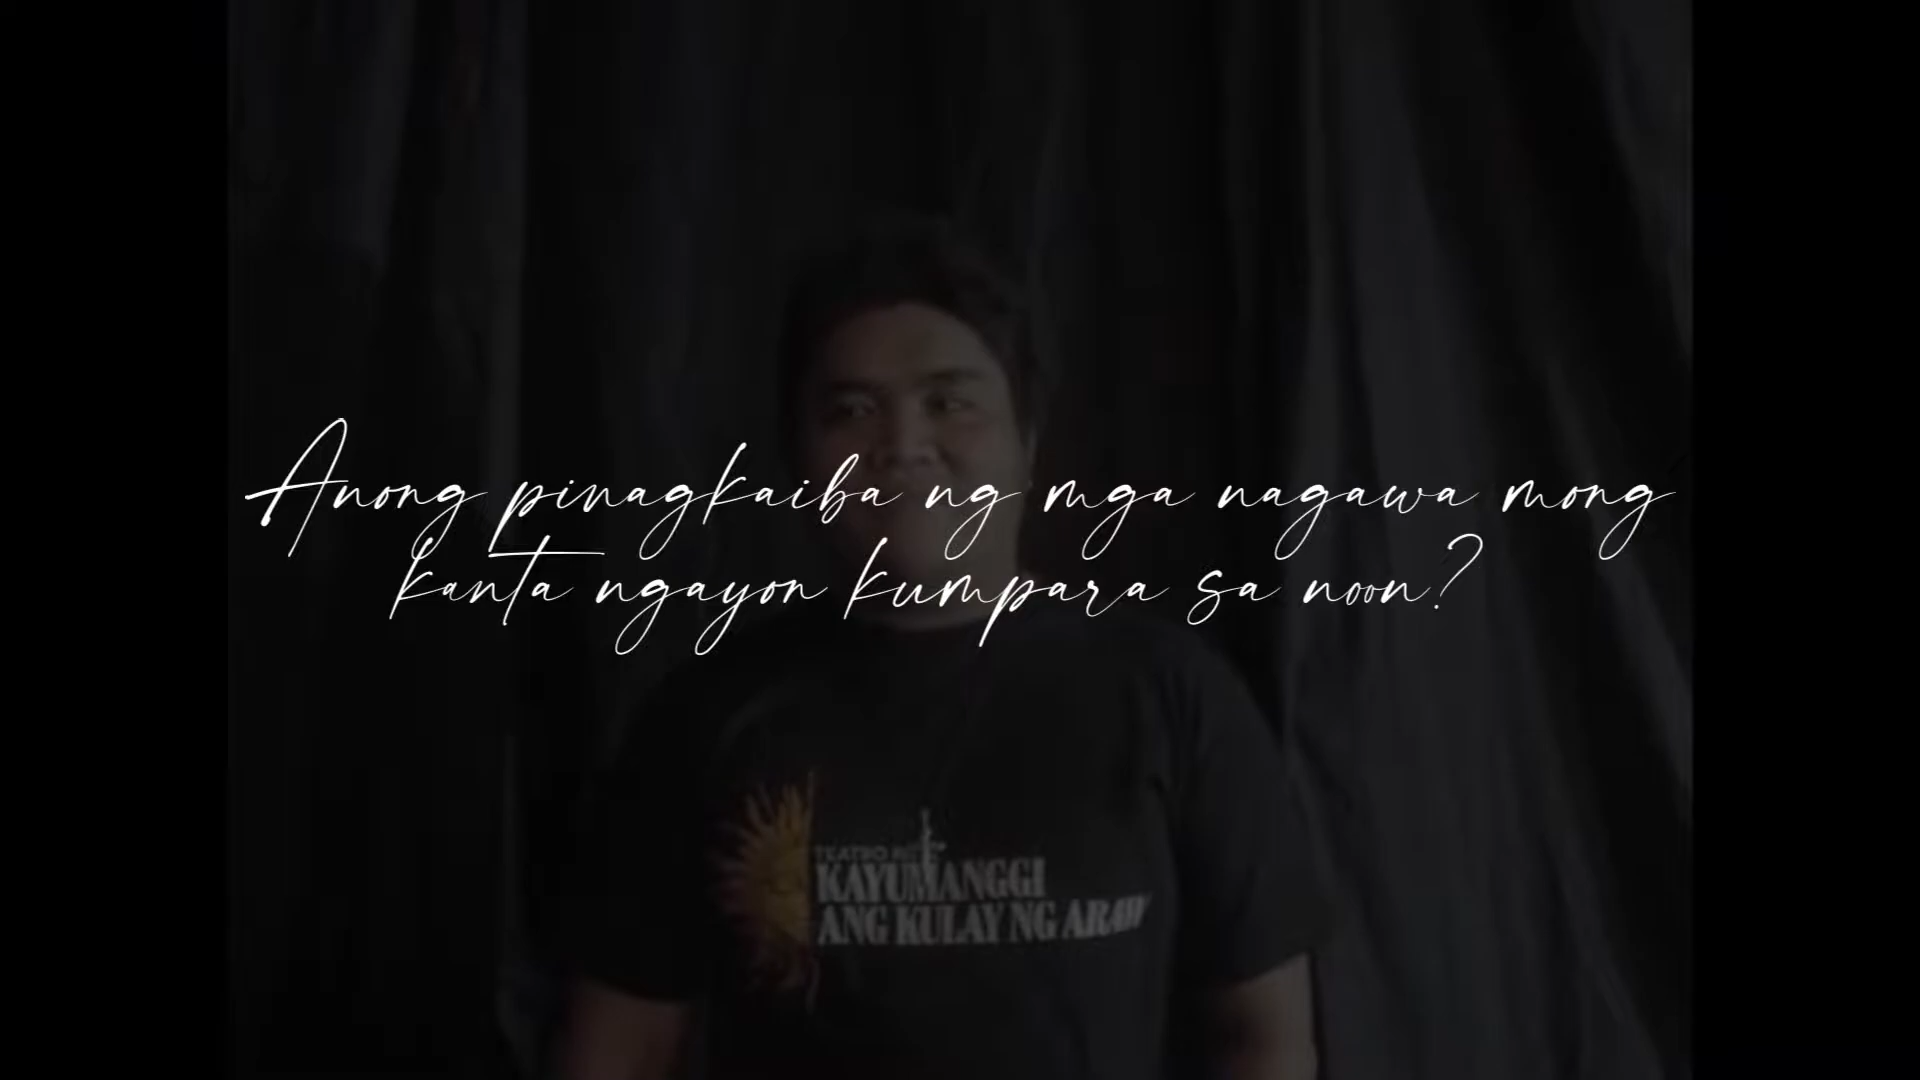 Anong pinagkaiba ng mga nagawa mong
kanta ngayon kumpara sa noon?
KAYUMANGGI
ANG KULAY NG ARAW